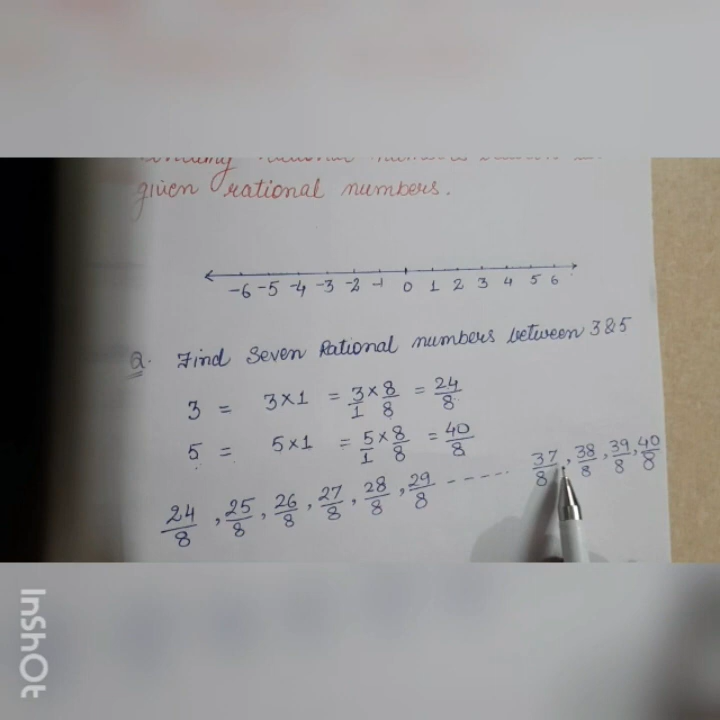 given rational numbers.
-6 -5 -4 -3 -2 -1 0 1 2 3 4 5 6
Q. Find Seven Rational numbers between 3&5
3 = 3×1 = 3/1 × 8/8 = 24/8
5 = 5×1 = 5/1 × 8/8 = 40/8
24/8, 25/8, 26/8, 27/8, 28/8, 29/8 ----- 37/8, 38/8, 39/8, 40/8
InShOt